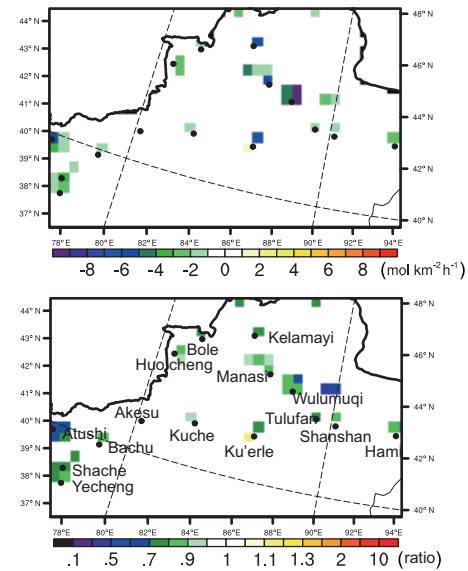 44° N
48° N
43° N
42° N
46° N
41° N
40° N
44° N
39° N
38° N
42° N
37° N
40° N
78° E 80° E 82° E 84° E 86° E 88° E 90° E 92° E 94° E
-8 -6 -4 -2 0 2 4 6 8 (mol km⁻² h⁻¹)
44° N
48° N
43° N
Kelamayi
Bole
46° N
42° N
Huocheng
Manasi
41° N
Wulumuqi
Akesu
Tulufan
44° N
40° N
Atushi
Kuche
Shanshan
Bachu
39° N
Ku'erle
Hami
Shache
38° N
42° N
Yecheng
37° N
40° N
78° E 80° E 82° E 84° E 86° E 88° E 90° E 92° E 94° E
.1 .5 .7 .9 1 1.1 1.3 2 10 (ratio)